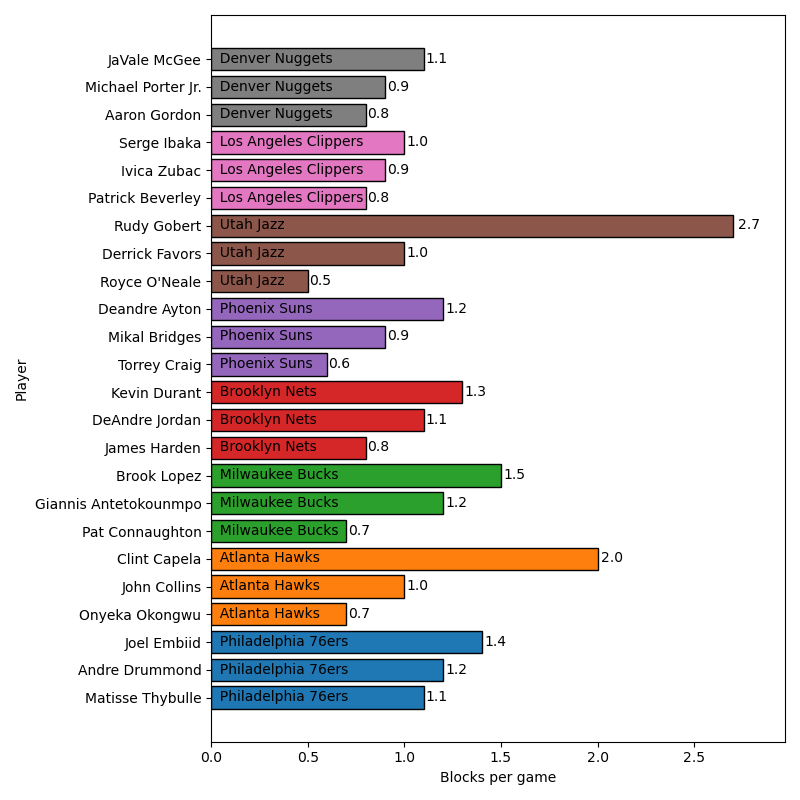 JaVale McGee Denver Nuggets 1.1
Michael Porter Jr. Denver Nuggets 0.9
Aaron Gordon Denver Nuggets 0.8
Serge Ibaka Los Angeles Clippers 1.0
Ivica Zubac Los Angeles Clippers 0.9
Patrick Beverley Los Angeles Clippers 0.8
Rudy Gobert Utah Jazz 2.7
Derrick Favors Utah Jazz 1.0
Royce O'Neale Utah Jazz 0.5
Deandre Ayton Phoenix Suns 1.2
Mikal Bridges Phoenix Suns 0.9
Torrey Craig Phoenix Suns 0.6
Kevin Durant Brooklyn Nets 1.3
DeAndre Jordan Brooklyn Nets 1.1
James Harden Brooklyn Nets 0.8
Brook Lopez Milwaukee Bucks 1.5
Giannis Antetokounmpo Milwaukee Bucks 1.2
Pat Connaughton Milwaukee Bucks 0.7
Clint Capela Atlanta Hawks 2.0
John Collins Atlanta Hawks 1.0
Onyeka Okongwu Atlanta Hawks 0.7
Joel Embiid Philadelphia 76ers 1.4
Andre Drummond Philadelphia 76ers 1.2
Matisse Thybulle Philadelphia 76ers 1.1
Player
0.0 0.5 1.0 1.5 2.0 2.5
Blocks per game